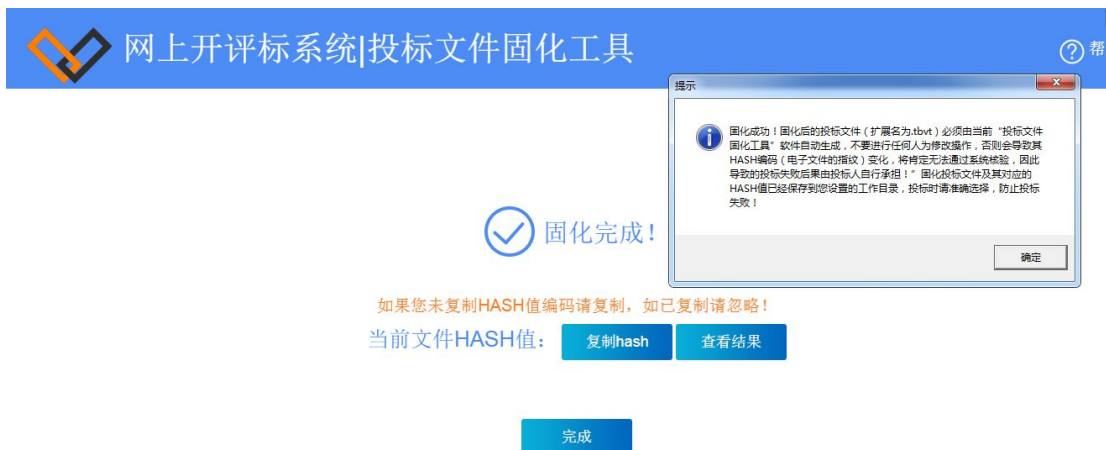 网上开评标系统|投标文件固化工具
帮
提示
固化成功！固化后的投标文件（扩展名为.tbvt）必须由当前“投标文件
固化工具”软件自动生成，不要进行任何人为修改操作，否则会导致其
HASH编码（电子文件的指纹）变化，将肯定无法通过系统核验，因此
导致的投标失败后果由投标人自行承担！”固化投标文件及其对应的
HASH值已经保存到您设置的工作目录，投标时请准确选择，防止投标
失败！
确定
固化完成！
如果您未复制HASH值编码请复制，如已复制请忽略！
当前文件HASH值：
复制hash
查看结果
完成